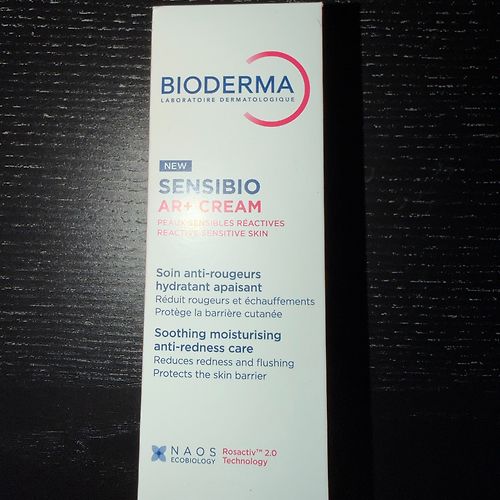 BIODERMA
LABORATOIRE DERMATOLOGIQUE
NEW
SENSIBIO
AR+ CREAM
PEAUX SENSIBLES RÉACTIVES
REACTIVE SENSITIVE SKIN
Soin anti-rougeurs
hydratant apaisant
Réduit rougeurs et échauffements
Protège la barrière cutanée
Soothing moisturising
anti-redness care
Reduces redness and flushing
Protects the skin barrier
NAOS Rosactiv™ 2.0
ECOBIOLOGY Technology